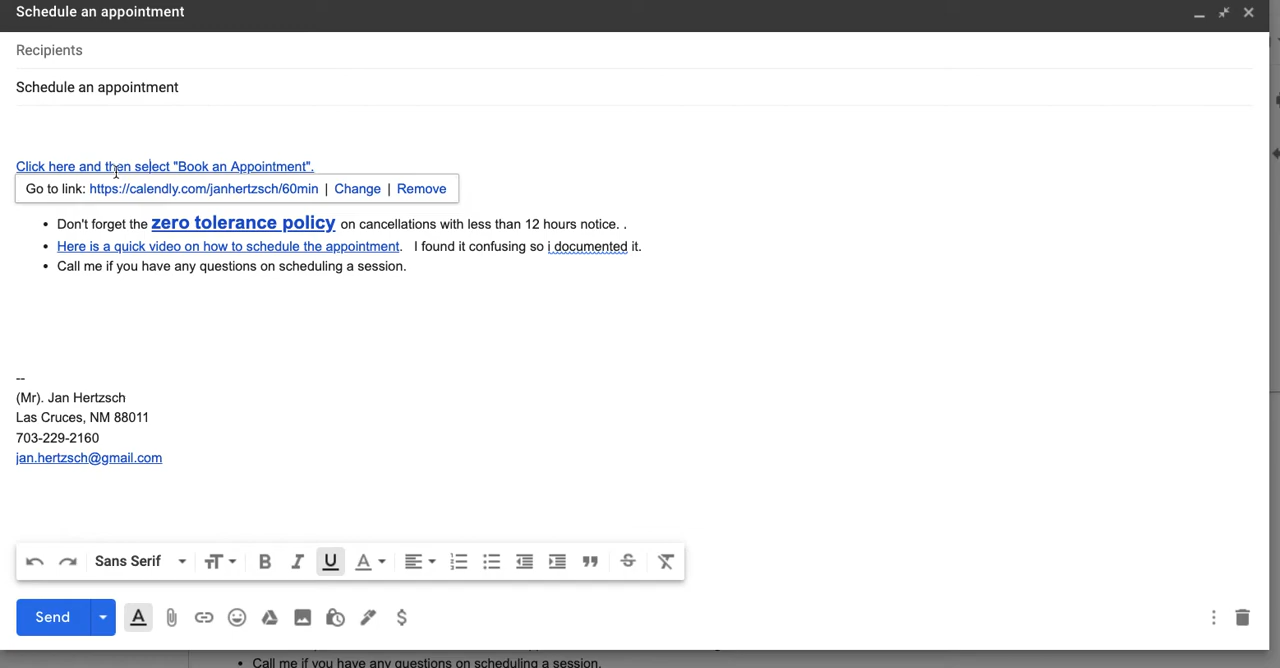 Schedule an appointment
Recipients
Schedule an appointment
Click here and then select "Book an Appointment".
Go to link: https://calendly.com/janhertzsch/60min | Change | Remove
• Don't forget the zero tolerance policy on cancellations with less than 12 hours notice. .
• Here is a quick video on how to schedule the appointment. I found it confusing so i documented it.
• Call me if you have any questions on scheduling a session.
--
(Mr). Jan Hertzsch
Las Cruces, NM 88011
703-229-2160
jan.hertzsch@gmail.com
Sans Serif
Send
• Call me if you have any questions on scheduling a session.